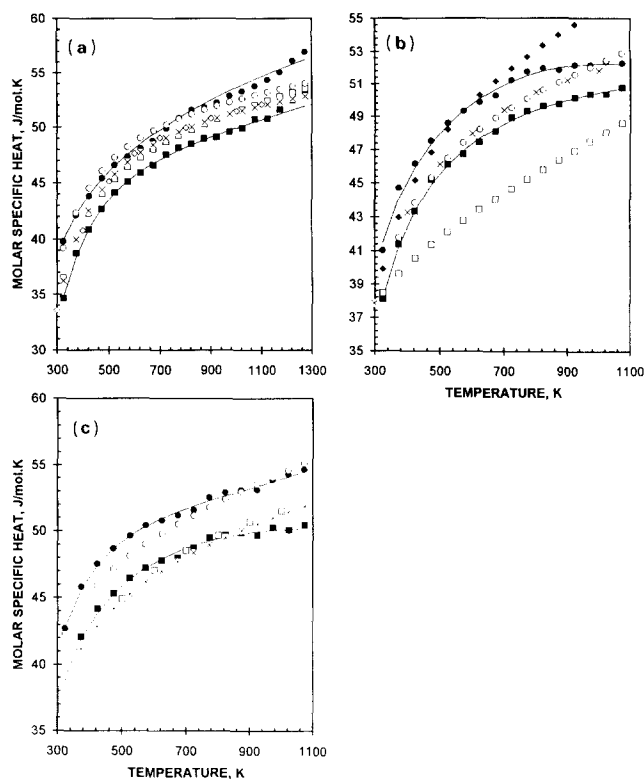 (a)
MOLAR SPECIFIC HEAT, J/mol.K
60
55
50
45
40
35
30
300 500 700 900 1100 1300
(b)
55
53
51
49
47
45
43
41
39
37
35
300 500 700 900 1100
TEMPERATURE, K
(c)
MOLAR SPECIFIC HEAT, J/mol.K
60
55
50
45
40
35
300 500 700 900 1100
TEMPERATURE, K